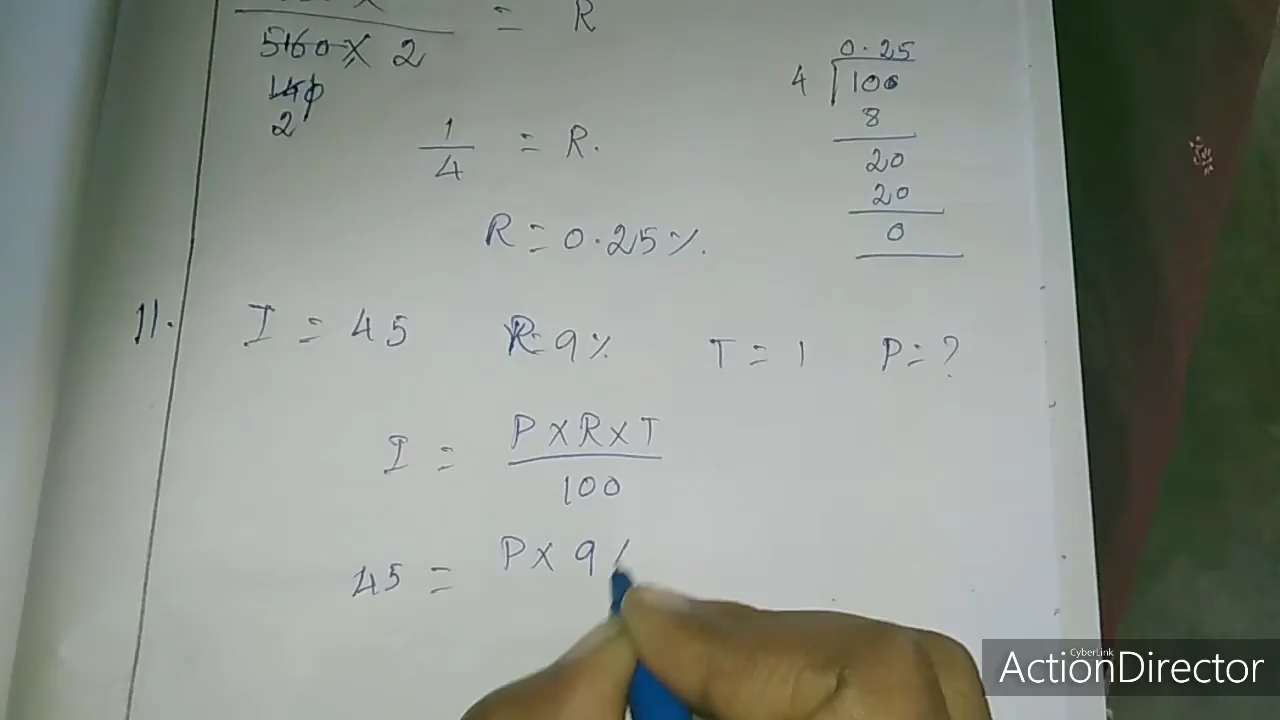 = R
5160 × 2
140
2
1/4 = R.
R = 0.25%.
0.25
4 100
8
20
20
0
11. I = 45 R = 9% T = 1 P = ?
I = P × R × T
100
45 = P × 9
CyberLink
ActionDirector